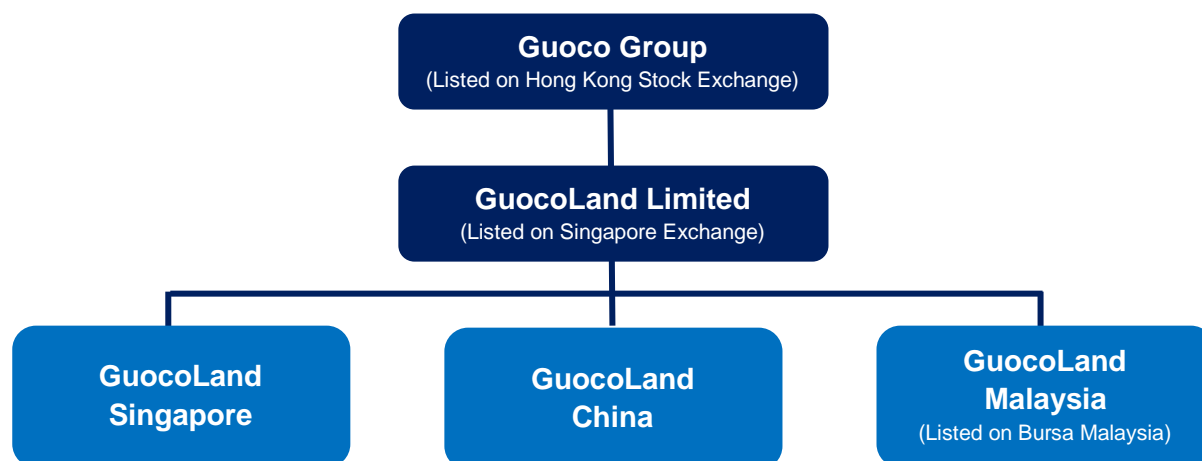 Guoco Group
(Listed on Hong Kong Stock Exchange)
GuocoLand Limited
(Listed on Singapore Exchange)
GuocoLand
Singapore
GuocoLand
China
GuocoLand
Malaysia
(Listed on Bursa Malaysia)